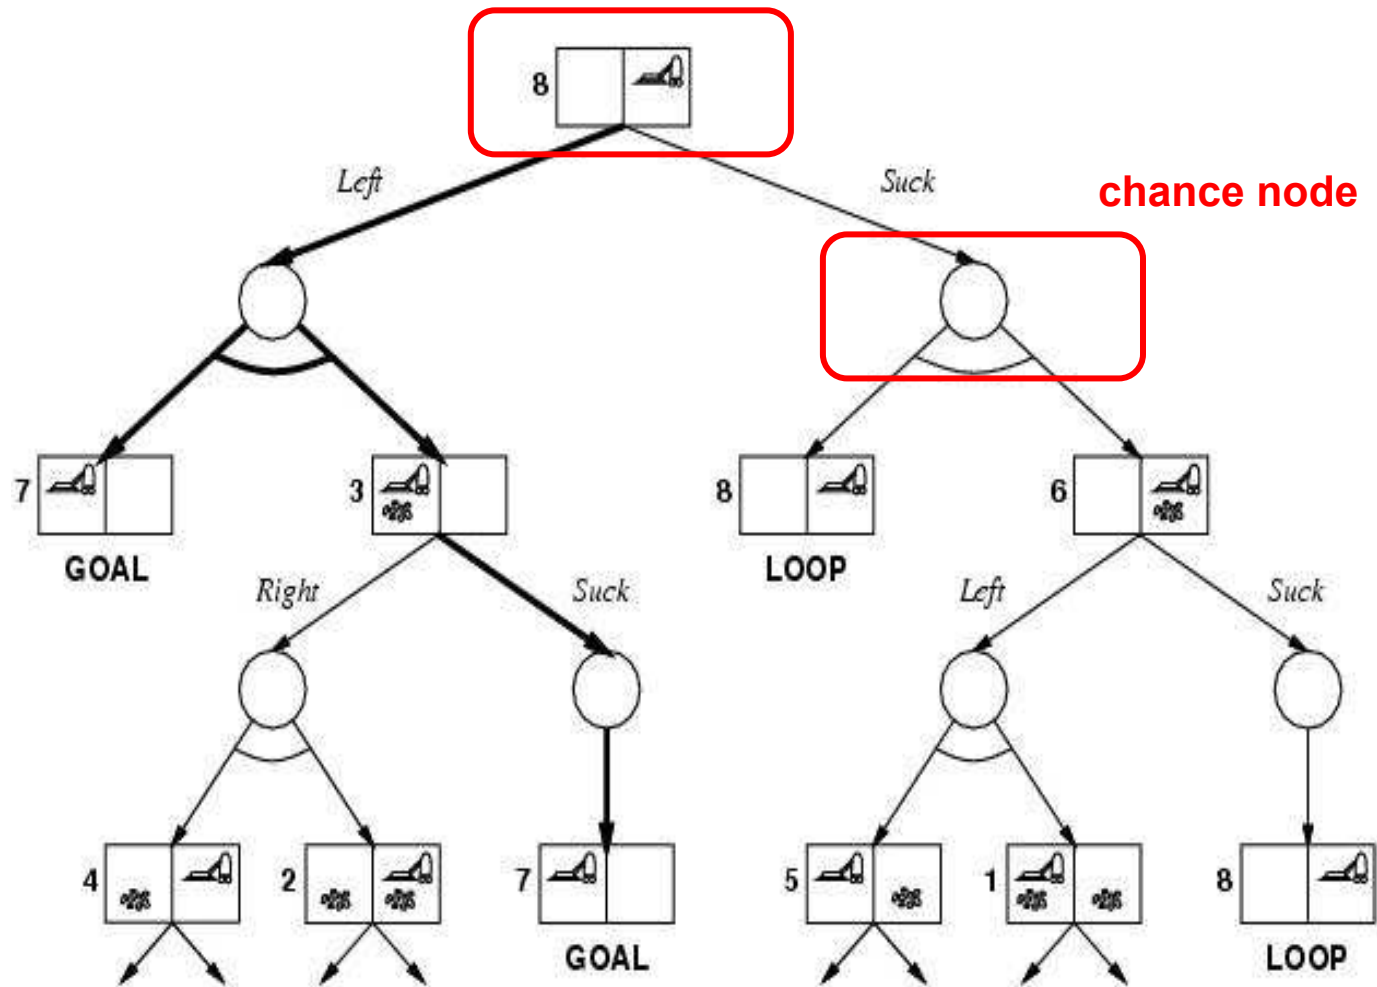 8
Left Suck
chance node
7 3 8 6
GOAL LOOP
Right Suck Left Suck
4 2 7 5 1 8
GOAL LOOP